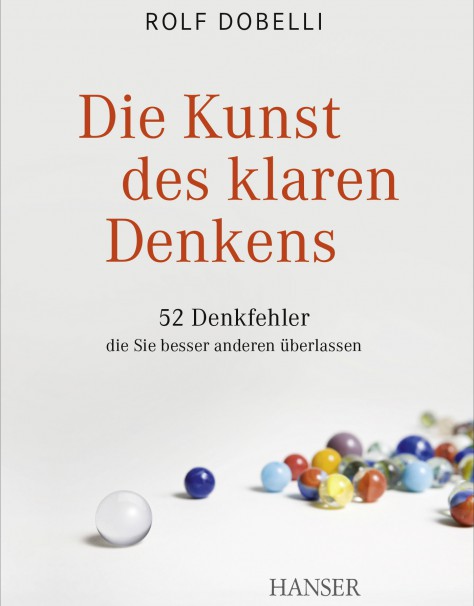 ROLF DOBELLI
Die Kunst
des klaren
Denkens
52 Denkfehler
die Sie besser anderen überlassen
HANSER